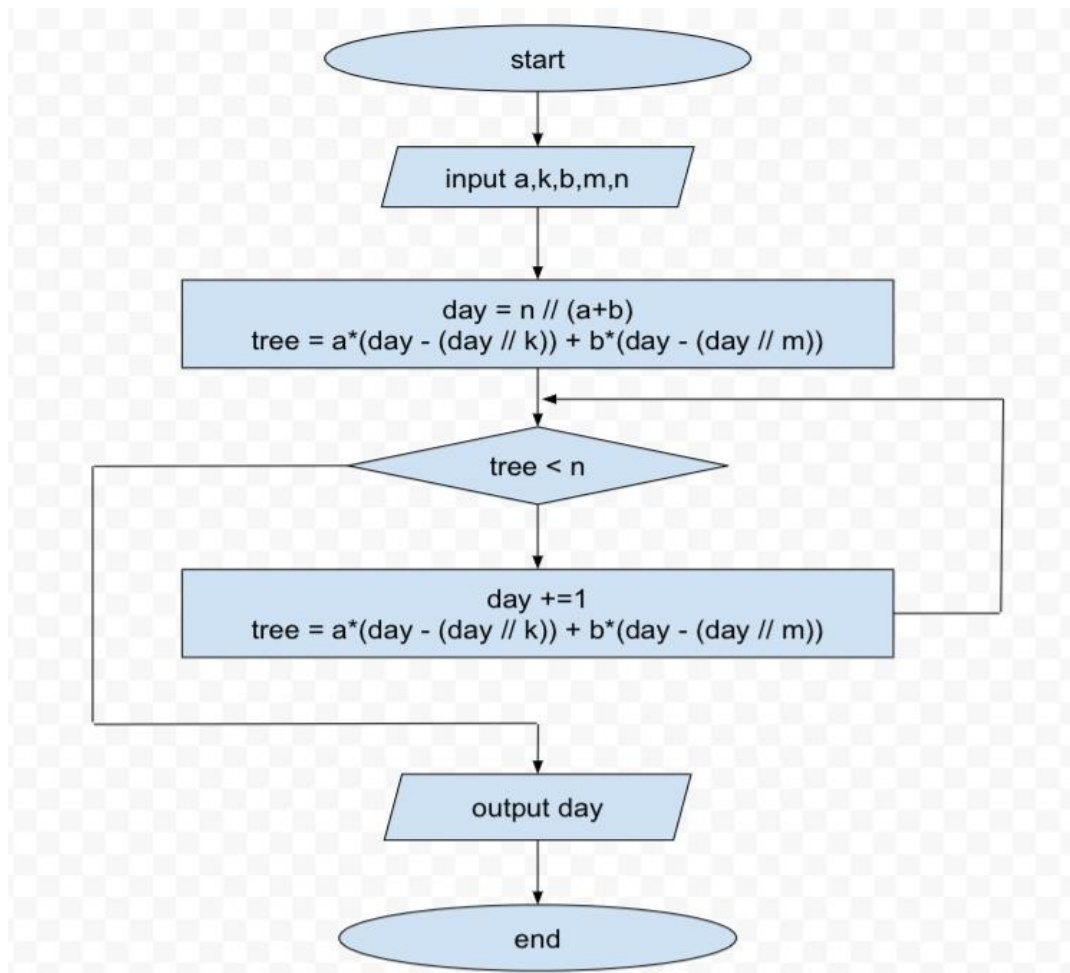 start
input a,k,b,m,n
day = n // (a+b)
tree = a*(day - (day // k)) + b*(day - (day // m))
tree < n
day +=1
tree = a*(day - (day // k)) + b*(day - (day // m))
output day
end